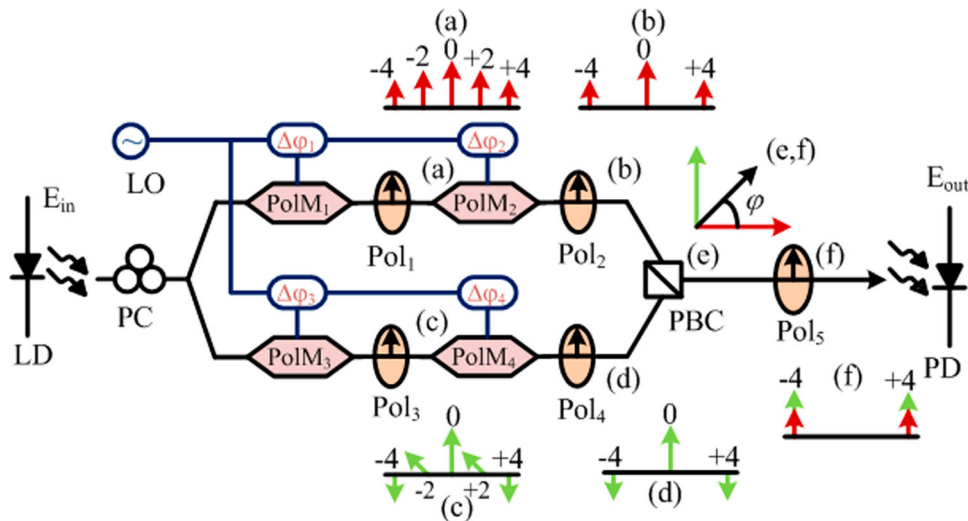 (a)
(b)
-4 -2 0 +2 +4
-4 0 +4
~
LO
Δφ₁
Δφ₂
(a)
(b)
(e,f)
φ
E_in
E_out
PolM₁
PolM₂
Pol₁
Pol₂
PC
(e)
(f)
LD
Δφ₃
Δφ₄
(c)
PBC
Pol₅
PD
PolM₃
PolM₄
(d)
Pol₃
Pol₄
-4 (f) +4
0
0
-4 +4
-4 +4
-2 +2
(c)
(d)